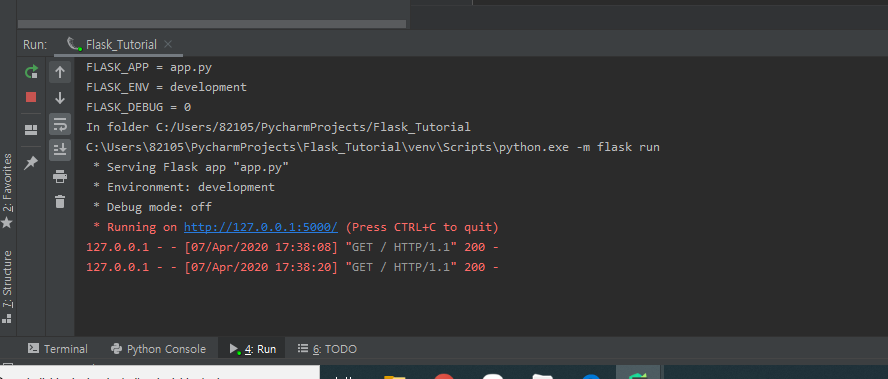 Run: Flask_Tutorial
FLASK_APP = app.py
FLASK_ENV = development
FLASK_DEBUG = 0
In folder C:/Users/82105/PycharmProjects/Flask_Tutorial
C:\Users\82105\PycharmProjects\Flask_Tutorial\venv\Scripts\python.exe -m flask run
* Serving Flask app "app.py"
* Environment: development
* Debug mode: off
* Running on http://127.0.0.1:5000/ (Press CTRL+C to quit)
127.0.0.1 - - [07/Apr/2020 17:38:08] "GET / HTTP/1.1" 200 -
127.0.0.1 - - [07/Apr/2020 17:38:20] "GET / HTTP/1.1" 200 -
2: Favorites
7: Structure
Terminal Python Console 4: Run 6: TODO